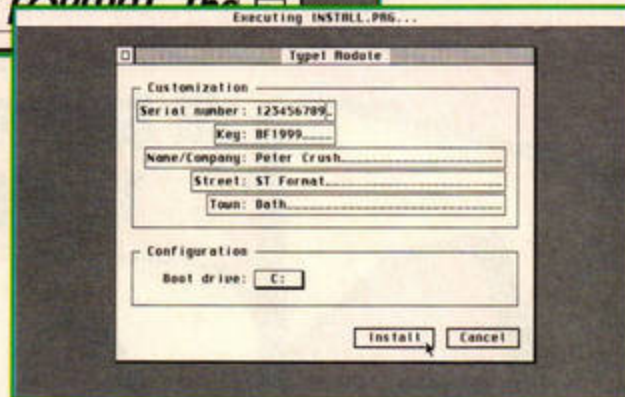 the
Executing INSTALL.PRG...
Type1 Module
Customization
Serial number: 123456789
Key: BF1999
Name/Company: Peter Crush
Street: ST Format
Town: Bath
Configuration
Boot drive: C:
Install Cancel